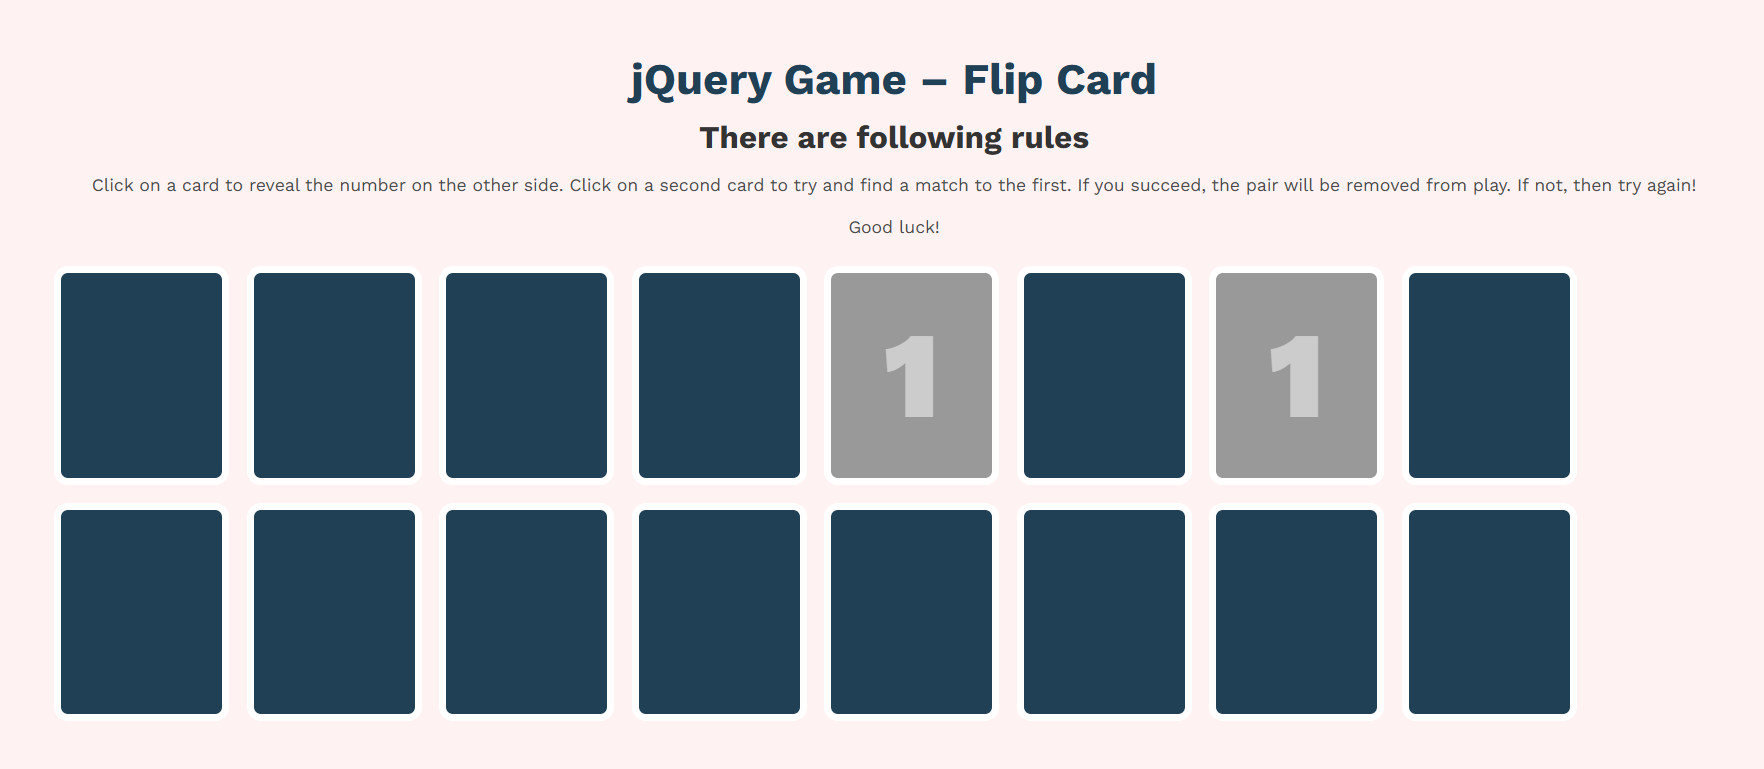 jQuery Game – Flip Card
There are following rules
Click on a card to reveal the number on the other side. Click on a second card to try and find a match to the first. If you succeed, the pair will be removed from play. If not, then try again!
Good luck!
1 1